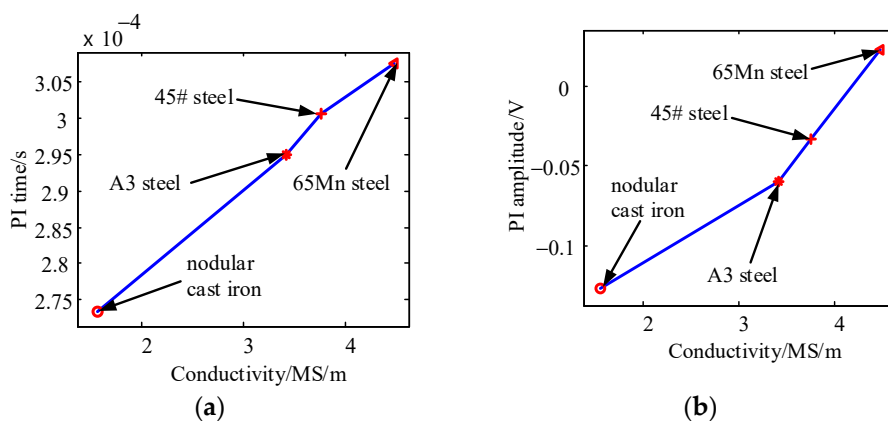 × 10⁻⁴
3.05
3
2.95
2.9
2.85
2.8
2.75
PI time/s
45# steel
A3 steel
65Mn steel
nodular
cast iron
2
3
4
Conductivity/MS/m
(a)
0
−0.05
−0.1
PI amplitude/V
65Mn steel
45# steel
nodular
cast iron
A3 steel
2
3
4
Conductivity/MS/m
(b)